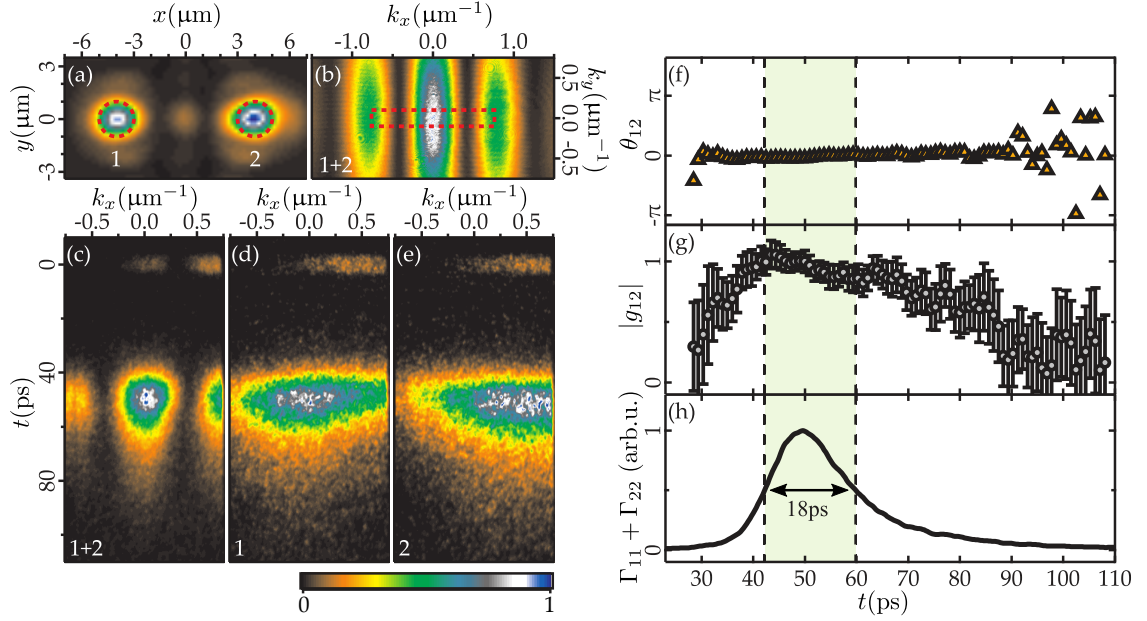 x(μm)
-6 -3 0 3 6
k_x(μm⁻¹)
-1.0 0.0 1.0
(a)
y(μm)
3
0
-3
1 2
(b)
1+2
0.5
0.0
-0.5
k_y(μm⁻¹)
k_x(μm⁻¹) k_x(μm⁻¹) k_x(μm⁻¹)
-0.5 0.0 0.5 -0.5 0.0 0.5 -0.5 0.0 0.5
(c) (d) (e)
t(ps)
0
40
80
1+2 1 2
0 1
(f)
θ₁₂
π
0
-π
(g)
|g₁₂|
1
0
(h)
Γ₁₁ + Γ₂₂ (arb.u.)
1
0
18ps
30 40 50 60 70 80 90 100 110
t(ps)